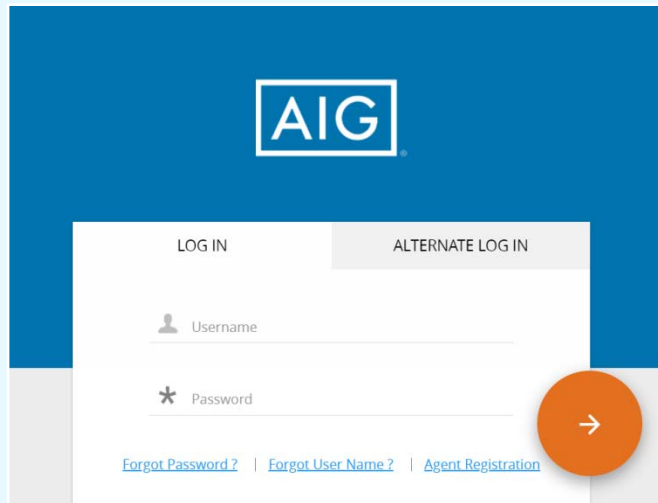 AIG
LOG IN ALTERNATE LOG IN
Username
* Password
Forgot Password ? | Forgot User Name ? | Agent Registration